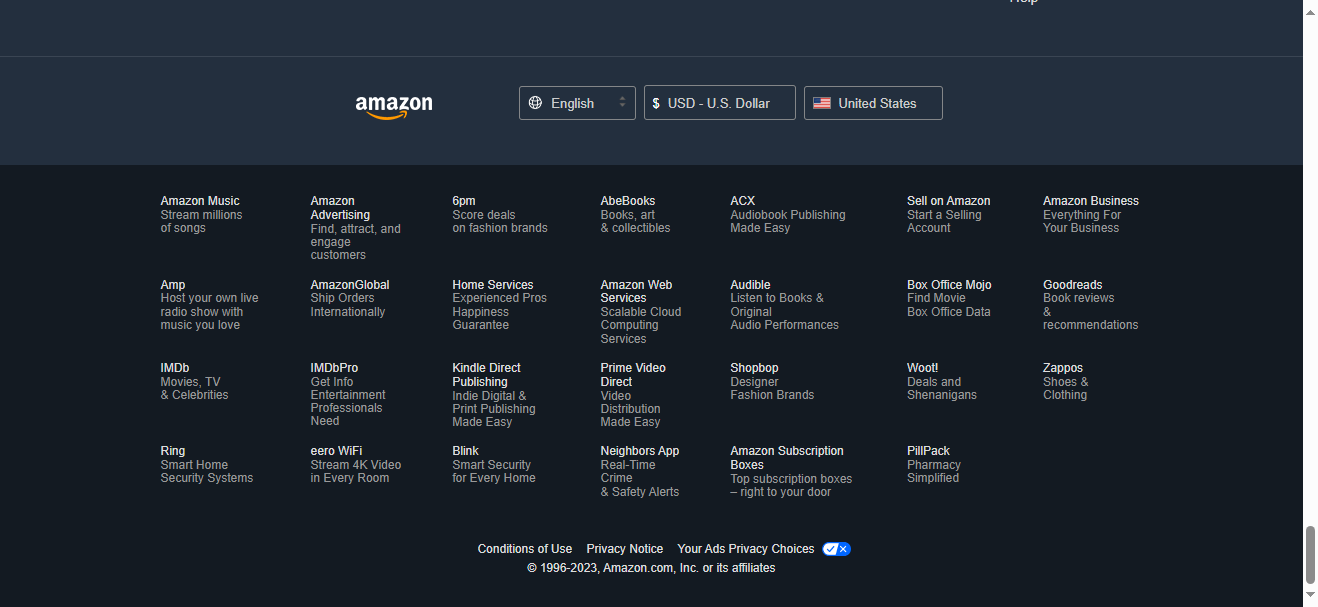 Help
amazon
English
$ USD - U.S. Dollar
United States
Amazon Music
Stream millions
of songs
Amazon
Advertising
Find, attract, and
engage
customers
6pm
Score deals
on fashion brands
AbeBooks
Books, art
& collectibles
ACX
Audiobook Publishing
Made Easy
Sell on Amazon
Start a Selling
Account
Amazon Business
Everything For
Your Business
Amp
Host your own live
radio show with
music you love
AmazonGlobal
Ship Orders
Internationally
Home Services
Experienced Pros
Happiness
Guarantee
Amazon Web
Services
Scalable Cloud
Computing
Services
Audible
Listen to Books &
Original
Audio Performances
Box Office Mojo
Find Movie
Box Office Data
Goodreads
Book reviews
&
recommendations
IMDb
Movies, TV
& Celebrities
IMDbPro
Get Info
Entertainment
Professionals
Need
Kindle Direct
Publishing
Indie Digital &
Print Publishing
Made Easy
Prime Video
Direct
Video
Distribution
Made Easy
Shopbop
Designer
Fashion Brands
Woot!
Deals and
Shenanigans
Zappos
Shoes &
Clothing
Ring
Smart Home
Security Systems
eero WiFi
Stream 4K Video
in Every Room
Blink
Smart Security
for Every Home
Neighbors App
Real-Time
Crime
& Safety Alerts
Amazon Subscription
Boxes
Top subscription boxes
– right to your door
PillPack
Pharmacy
Simplified
Conditions of Use Privacy Notice Your Ads Privacy Choices
© 1996-2023, Amazon.com, Inc. or its affiliates